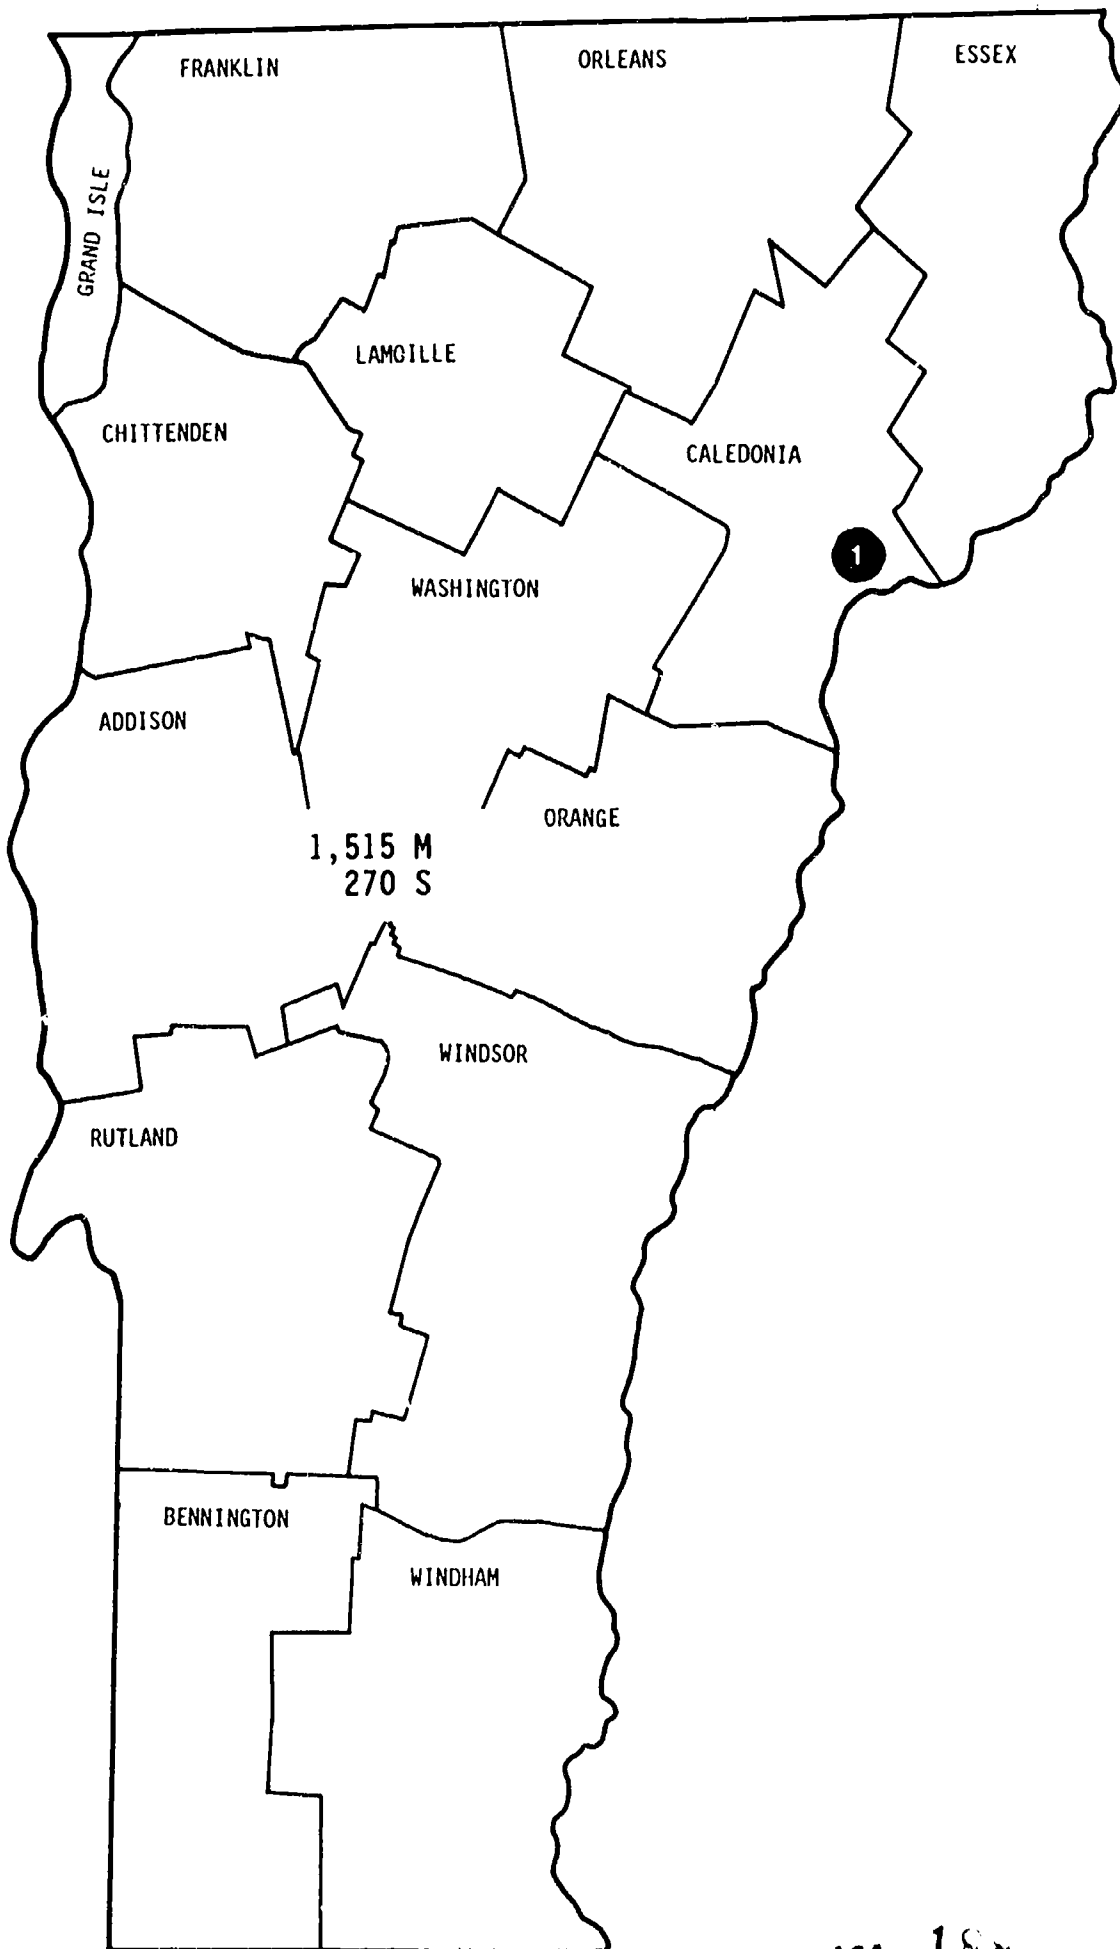 FRANKLIN
ORLEANS
ESSEX
GRAND ISLE
LAMOILLE
CHITTENDEN
CALEDONIA
1
WASHINGTON
ADDISON
ORANGE
1,515 M
270 S
WINDSOR
RUTLAND
BENNINGTON
WINDHAM